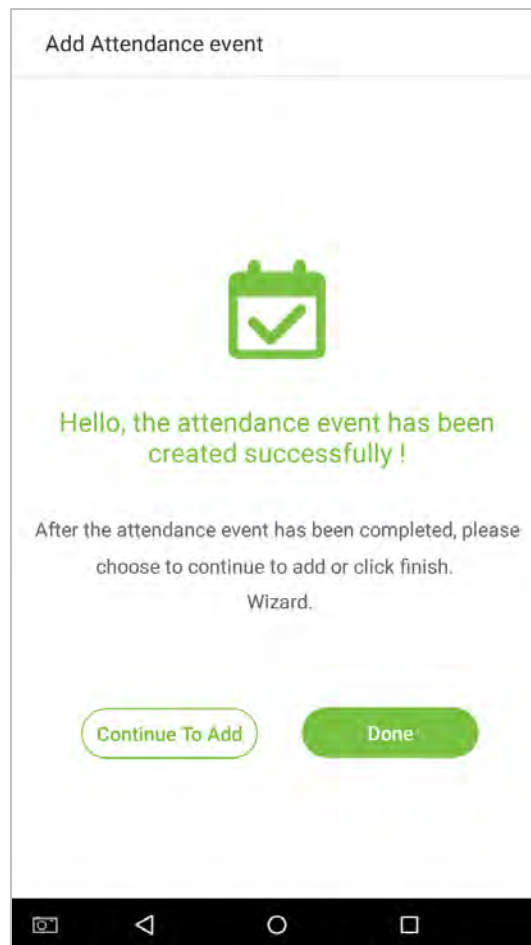 Add Attendance event
Hello, the attendance event has been
created successfully !
After the attendance event has been completed, please
choose to continue to add or click finish.
Wizard.
Continue To Add
Done